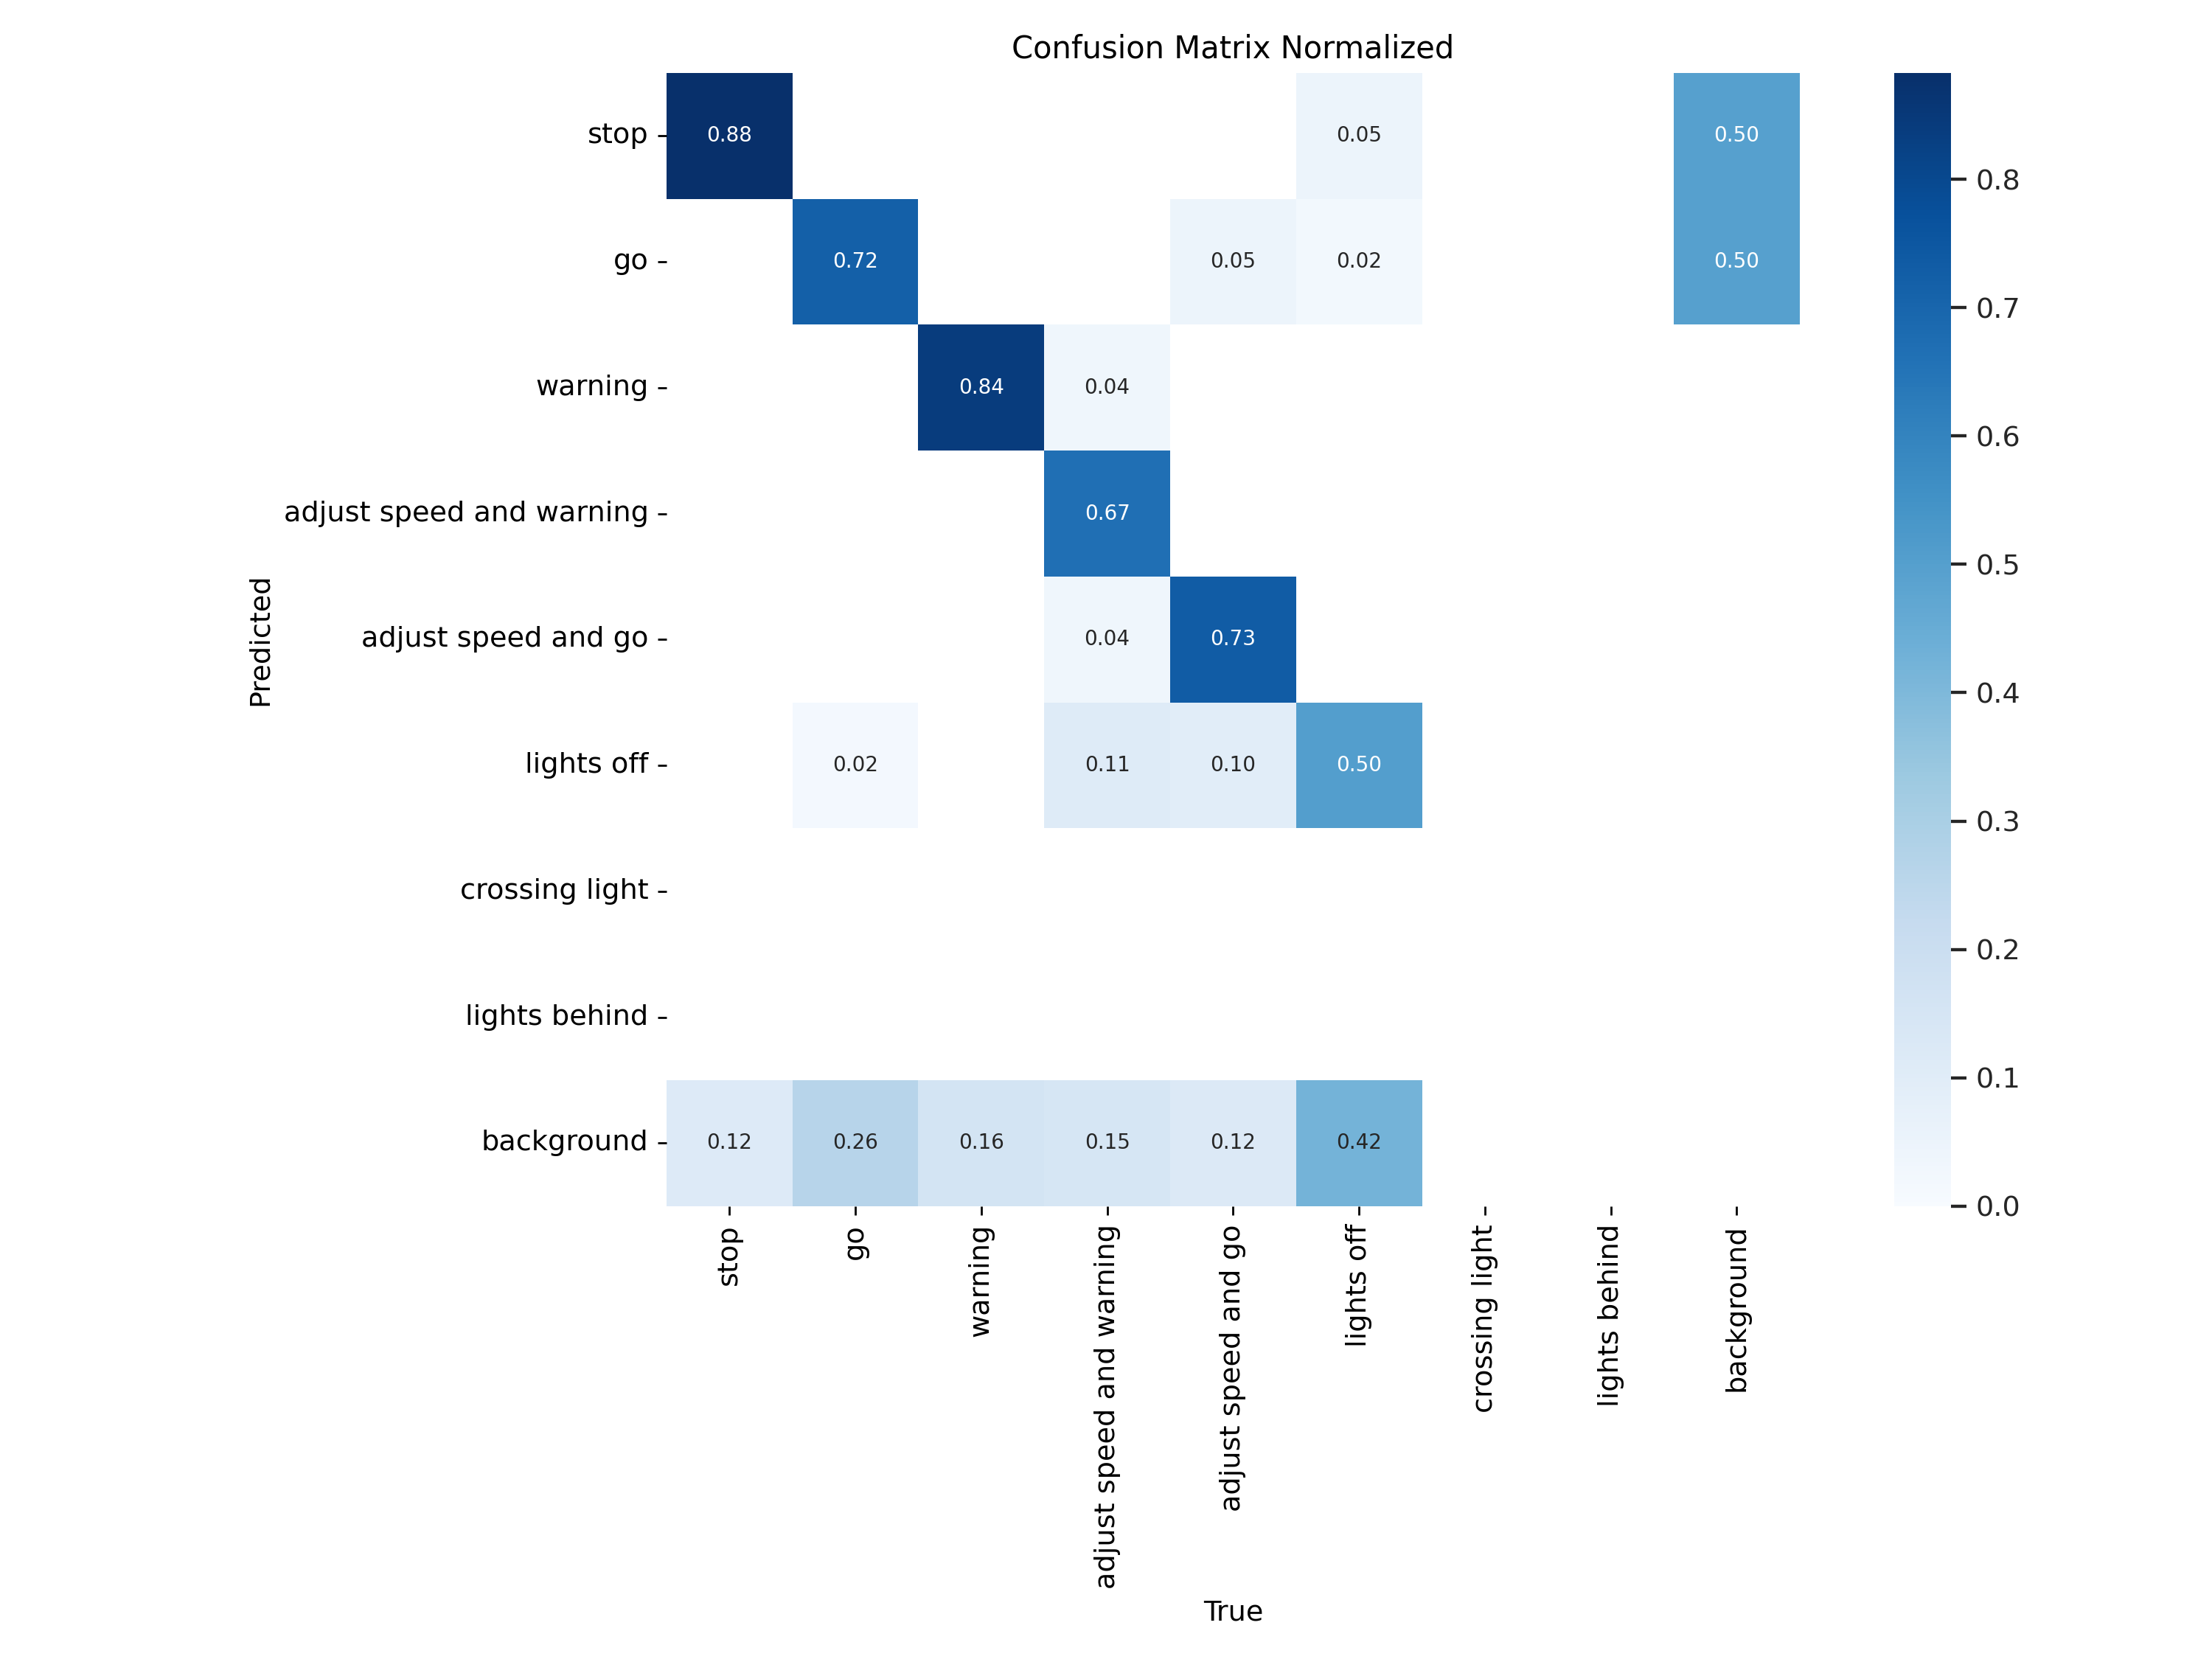 Confusion Matrix Normalized
stop 0.88 0.05 0.50
go 0.72 0.05 0.02 0.50
warning 0.84 0.04
adjust speed and warning 0.67
adjust speed and go 0.04 0.73
lights off 0.02 0.11 0.10 0.50
crossing light
lights behind
background 0.12 0.26 0.16 0.15 0.12 0.42
Predicted
stop
go
warning
adjust speed and warning
adjust speed and go
lights off
crossing light
lights behind
background
True
0.8
0.7
0.6
0.5
0.4
0.3
0.2
0.1
0.0